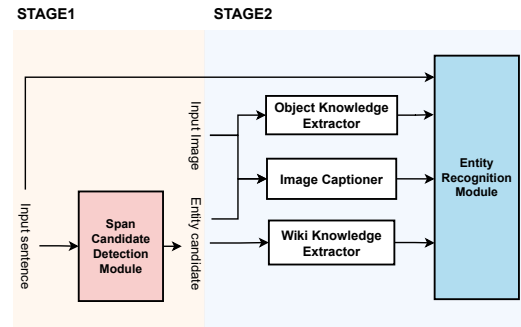 STAGE1
STAGE2
Input sentence
Span
Candidate
Detection
Module
Input Image
Entity candidate
Object Knowledge
Extractor
Image Captioner
Wiki Knowledge
Extractor
Entity
Recognition
Module